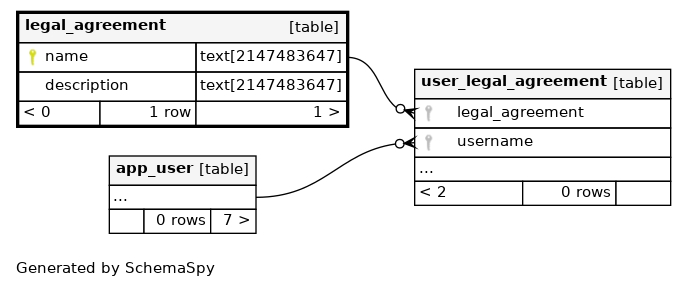 legal_agreement [table]
name text[2147483647]
description text[2147483647]
< 0 1 row 1 >
user_legal_agreement [table]
legal_agreement
username
...
< 2 0 rows
app_user [table]
...
0 rows 7 >
Generated by SchemaSpy